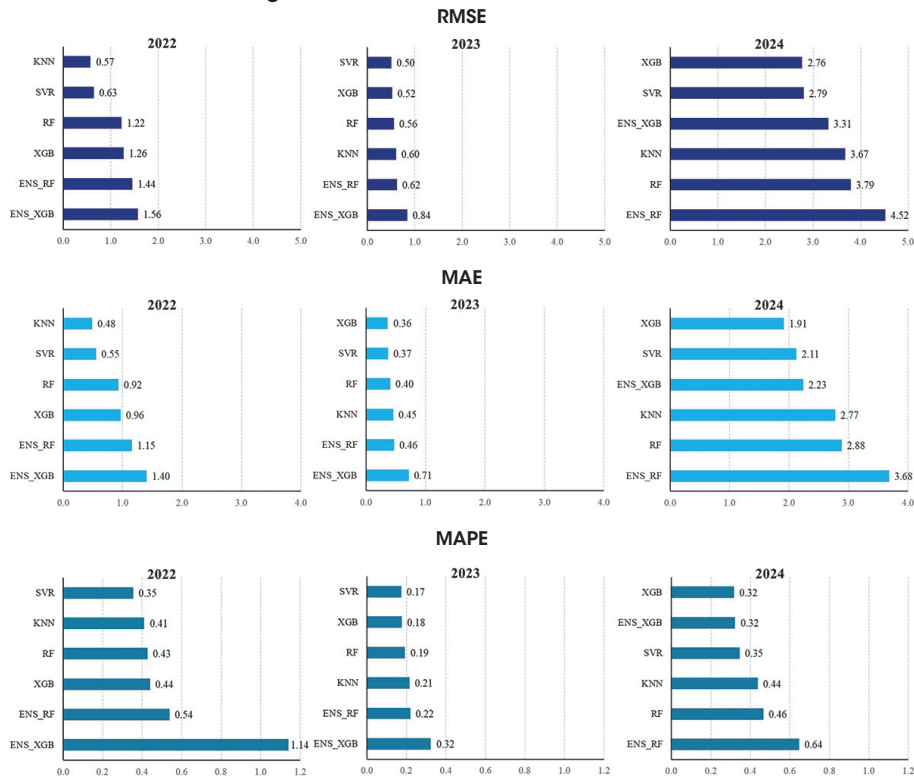 RMSE
2022
KNN 0.57
SVR 0.63
RF 1.22
XGB 1.26
ENS_RF 1.44
ENS_XGB 1.56
0.0 1.0 2.0 3.0 4.0 5.0
2023
SVR 0.50
XGB 0.52
RF 0.56
KNN 0.60
ENS_RF 0.62
ENS_XGB 0.84
0.0 1.0 2.0 3.0 4.0 5.0
2024
XGB 2.76
SVR 2.79
ENS_XGB 3.31
KNN 3.67
RF 3.79
ENS_RF 4.52
0.0 1.0 2.0 3.0 4.0 5.0
MAE
2022
KNN 0.48
SVR 0.55
RF 0.92
XGB 0.96
ENS_RF 1.15
ENS_XGB 1.40
0.0 1.0 2.0 3.0 4.0
2023
XGB 0.36
SVR 0.37
RF 0.40
KNN 0.45
ENS_RF 0.46
ENS_XGB 0.71
0.0 1.0 2.0 3.0 4.0
2024
XGB 1.91
SVR 2.11
ENS_XGB 2.23
KNN 2.77
RF 2.88
ENS_RF 3.68
0.0 1.0 2.0 3.0 4.0
MAPE
2022
SVR 0.35
KNN 0.41
RF 0.43
XGB 0.44
ENS_RF 0.54
ENS_XGB 1.14
0.0 0.2 0.4 0.6 0.8 1.0 1.2
2023
SVR 0.17
XGB 0.18
RF 0.19
KNN 0.21
ENS_RF 0.22
ENS_XGB 0.32
0.0 0.2 0.4 0.6 0.8 1.0 1.2
2024
XGB 0.32
ENS_XGB 0.32
SVR 0.35
KNN 0.44
RF 0.46
ENS_RF 0.64
0.0 0.2 0.4 0.6 0.8 1.0 1.2